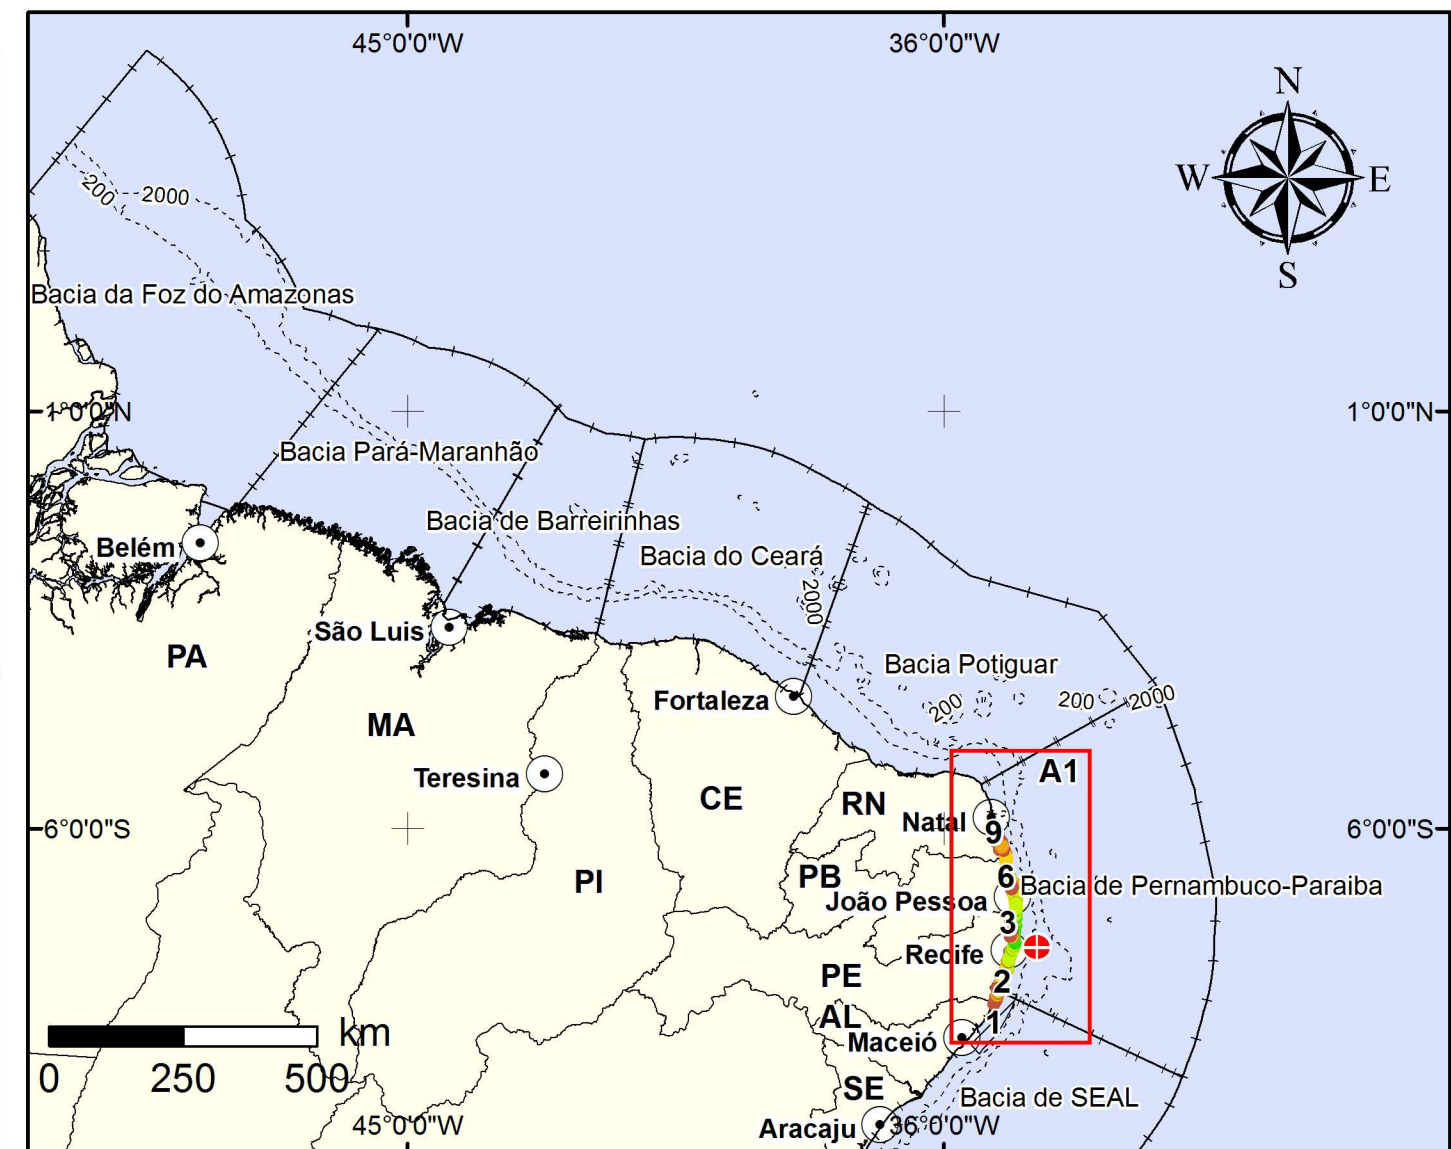 45°0'0"W
36°0'0"W
N
W
E
S
200
2000
Bacia da Foz do Amazonas
1°0'0"N
1°0'0"N
Bacia Pará-Maranhão
Bacia de Barreirinhas
Belém
Bacia do Ceará
2000
São Luis
PA
Bacia Potiguar
Fortaleza
200
200
2000
MA
A1
Teresina
CE
RN
Natal
9
6°0'0"S
6°0'0"S
PI
PB
6
Bacia de Pernambuco-Paraiba
João Pessoa
3
Recife
PE
2
AL
1
km
Maceió
0
250
500
SE
Bacia de SEAL
45°0'0"W
Aracaju
36°0'0"W